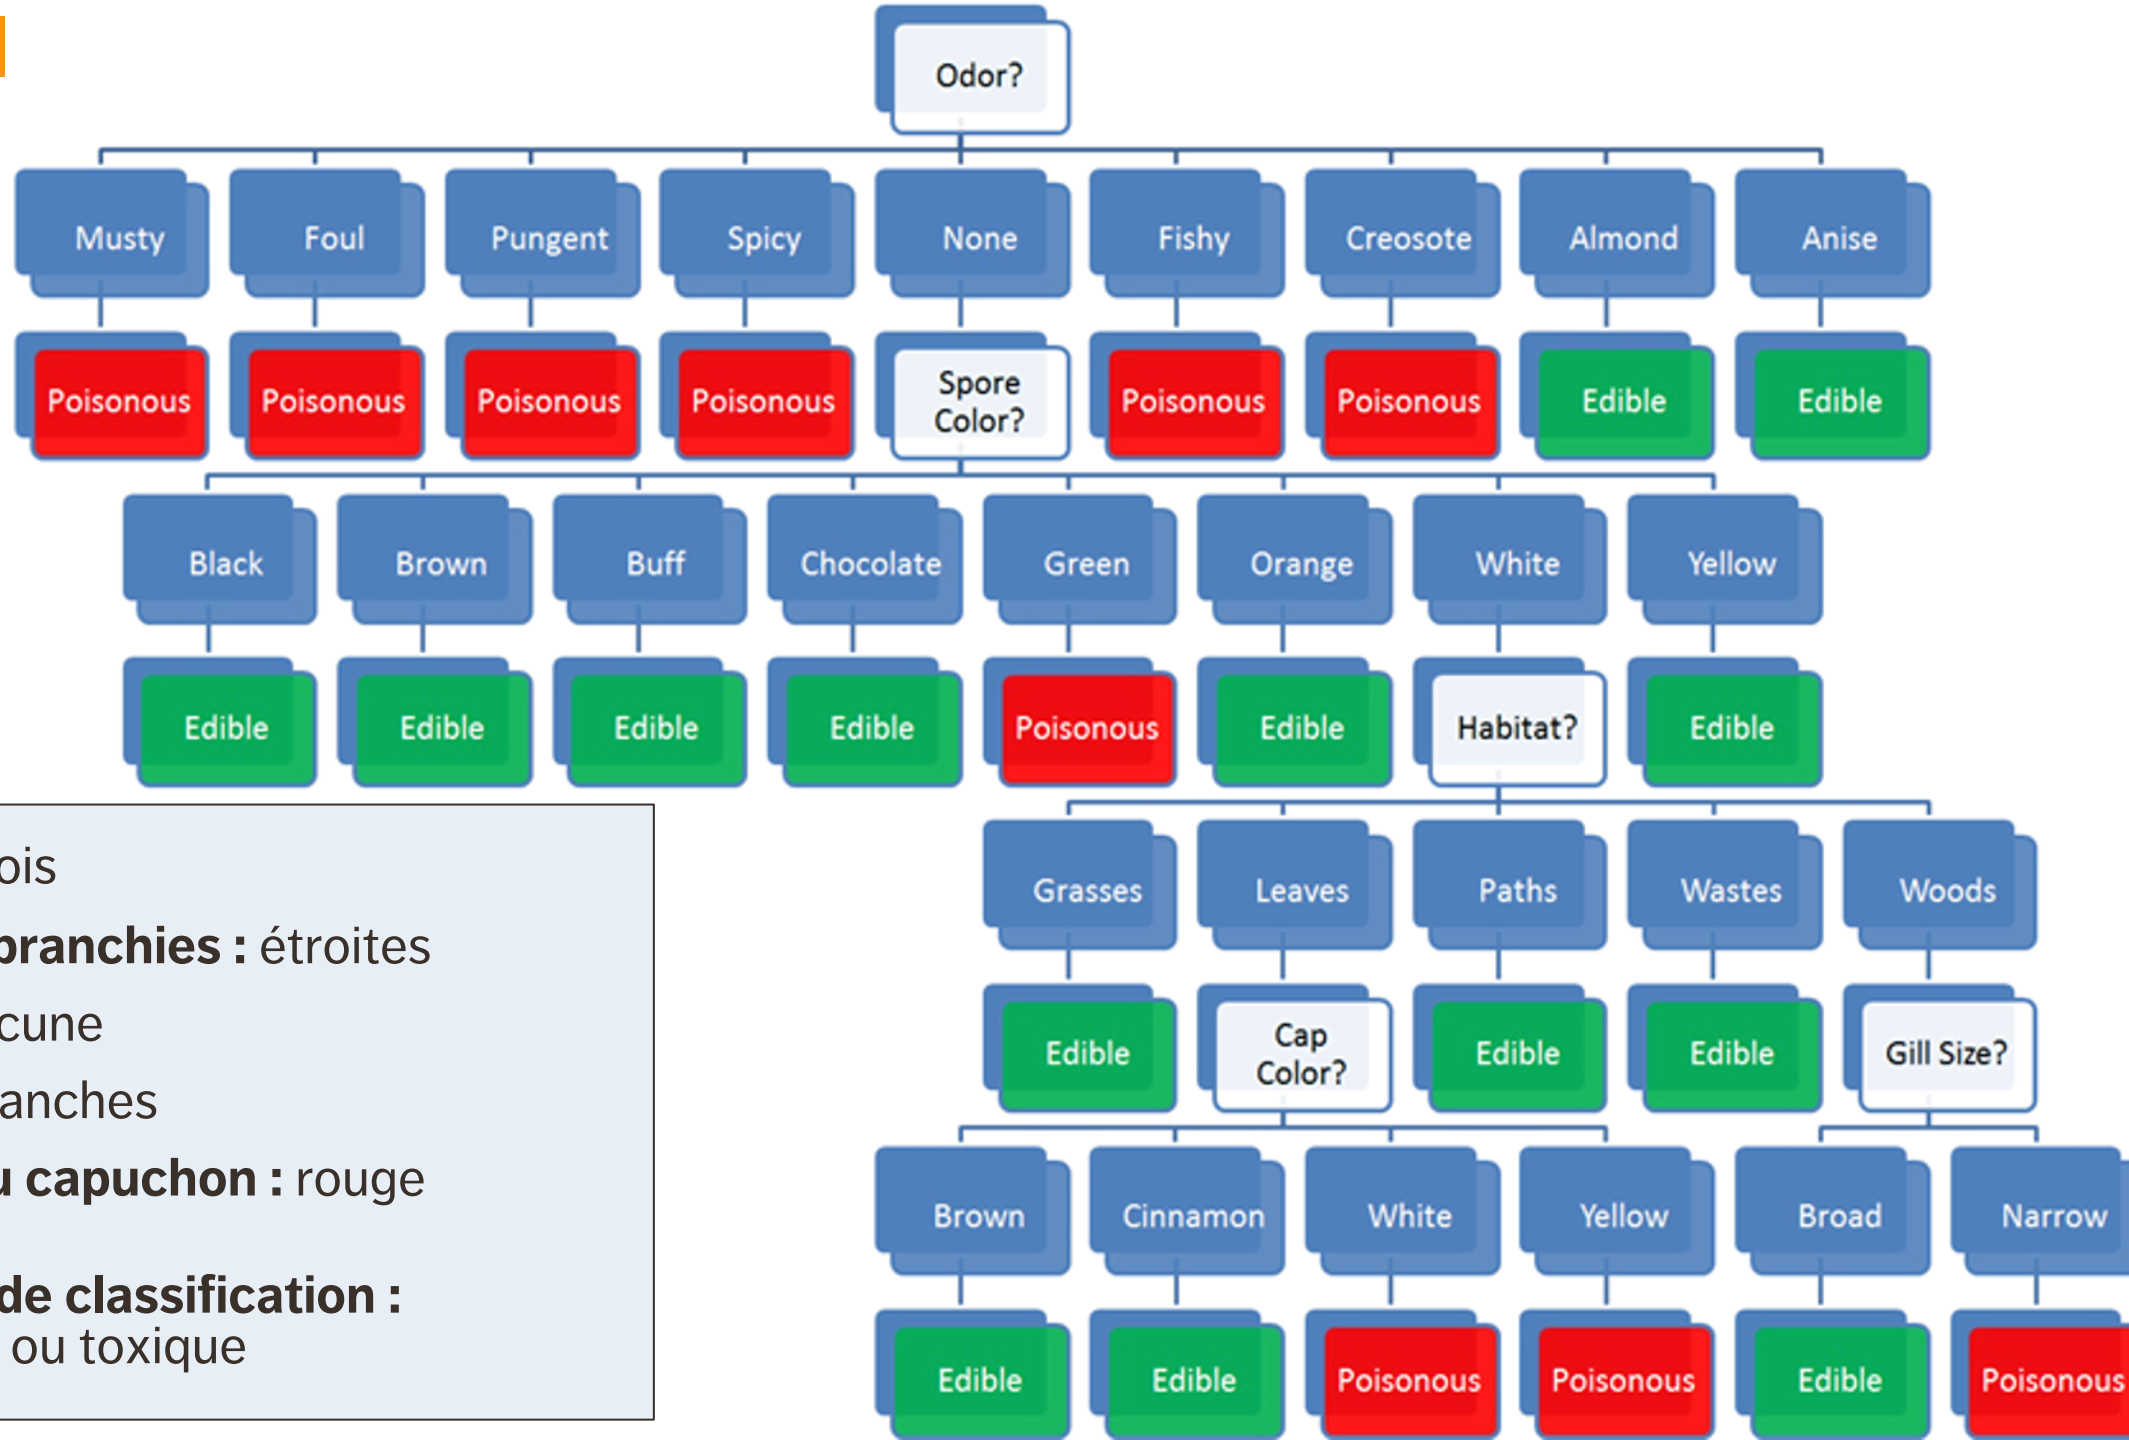 Odor?
Musty Foul Pungent Spicy None Fishy Creosote Almond Anise
Poisonous Poisonous Poisonous Poisonous Spore Color? Poisonous Poisonous Edible Edible
Black Brown Buff Chocolate Green Orange White Yellow
Edible Edible Edible Edible Poisonous Edible Habitat? Edible
Grasses Leaves Paths Wastes Woods
Edible Cap Color? Edible Edible Gill Size?
Brown Cinnamon White Yellow Broad Narrow
Edible Edible Poisonous Poisonous Edible Poisonous
ois
branchies : étroites
cune
anches
u capuchon : rouge
de classification :
ou toxique